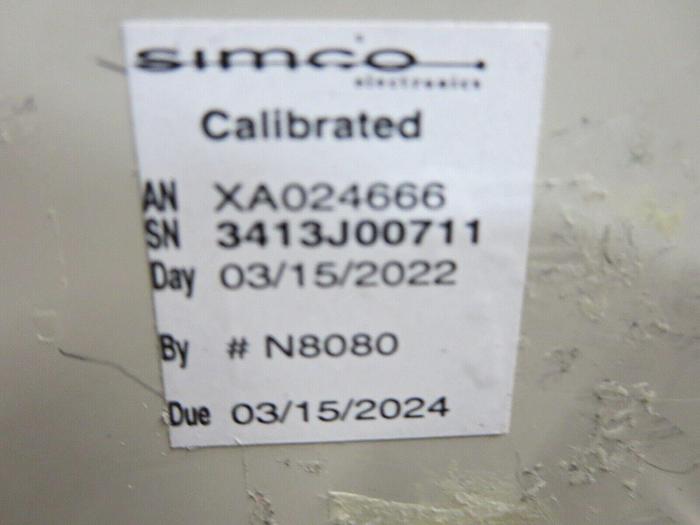 simco
electronics
Calibrated
AN XA024666
SN 3413J00711
Day 03/15/2022
By # N8080
Due 03/15/2024